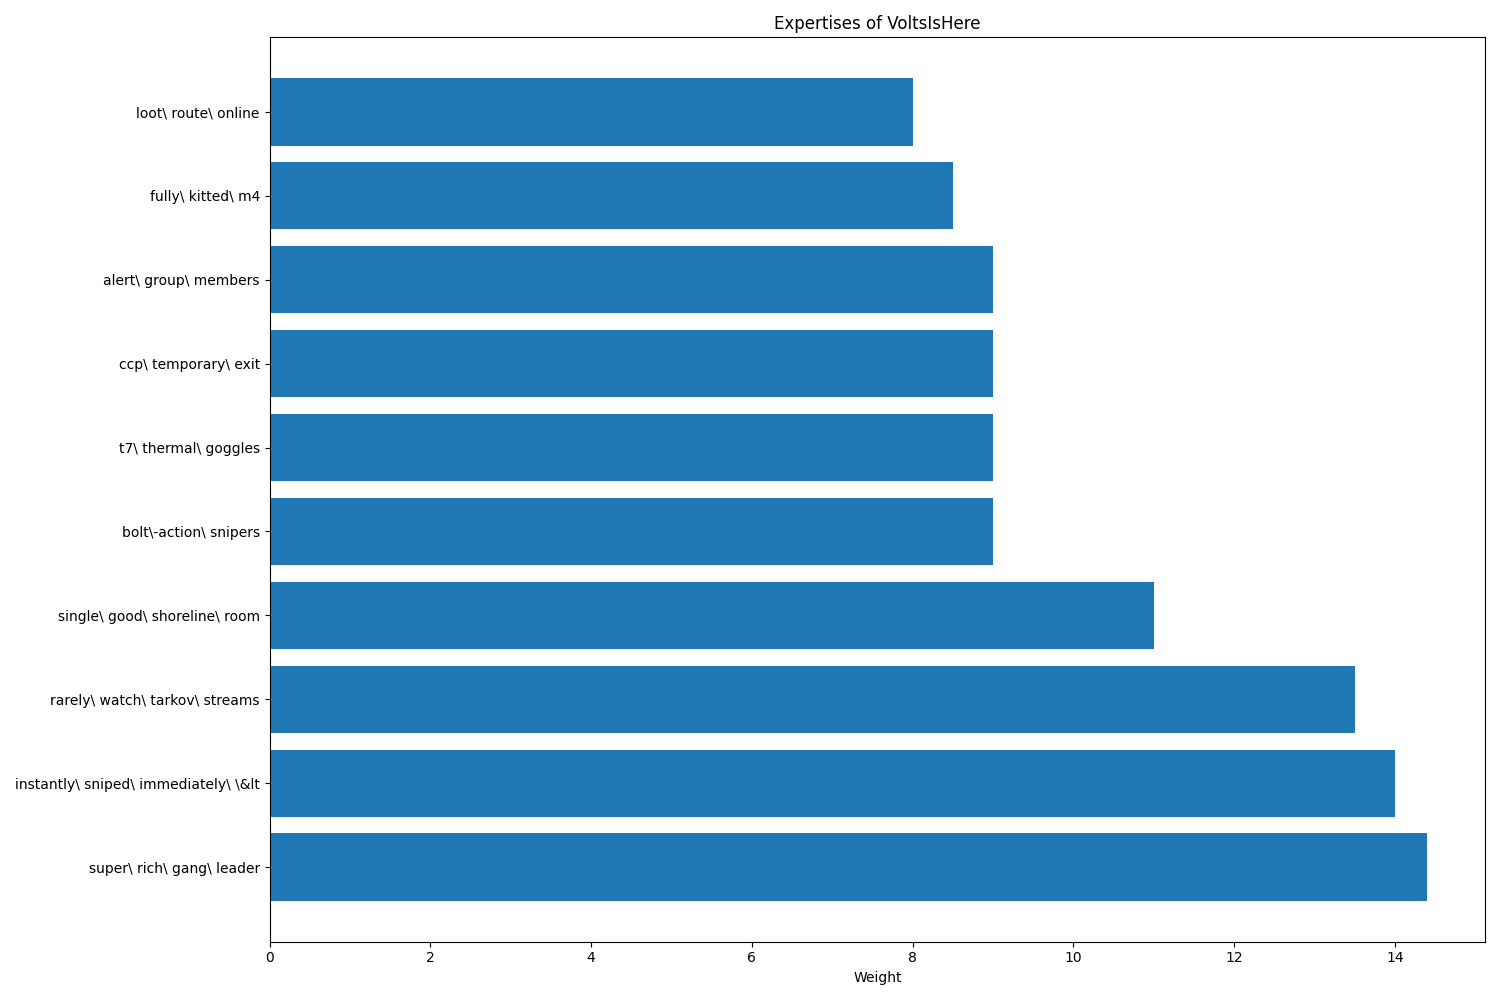 Expertises of VoltsIsHere
loot\ route\ online
fully\ kitted\ m4
alert\ group\ members
ccp\ temporary\ exit
t7\ thermal\ goggles
bolt\-action\ snipers
single\ good\ shoreline\ room
rarely\ watch\ tarkov\ streams
instantly\ sniped\ immediately\ \&lt
super\ rich\ gang\ leader
0 2 4 6 8 10 12 14
Weight